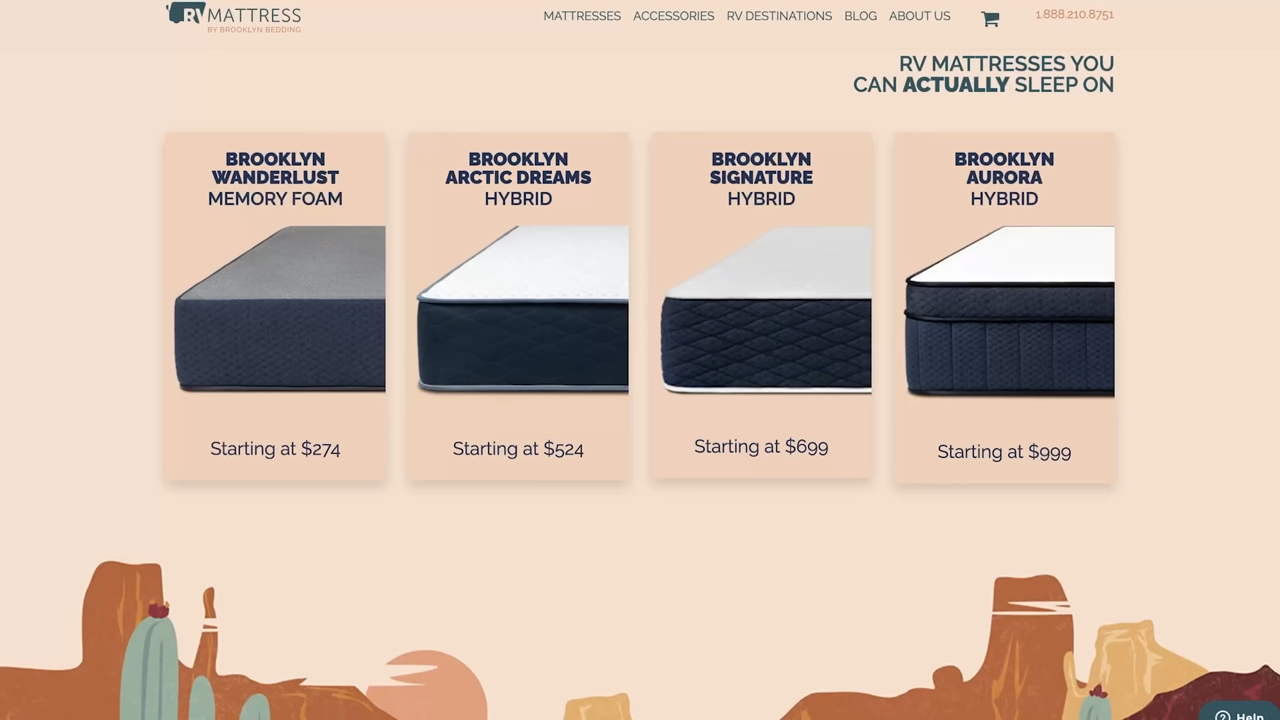 RVMATTRESS
BY BROOKLYN BEDDING
MATTRESSES ACCESSORIES RV DESTINATIONS BLOG ABOUT US
1.888.210.8751
RV MATTRESSES YOU
CAN ACTUALLY SLEEP ON
BROOKLYN
WANDERLUST
MEMORY FOAM
Starting at $274
BROOKLYN
ARCTIC DREAMS
HYBRID
Starting at $524
BROOKLYN
SIGNATURE
HYBRID
Starting at $699
BROOKLYN
AURORA
HYBRID
Starting at $999
Help